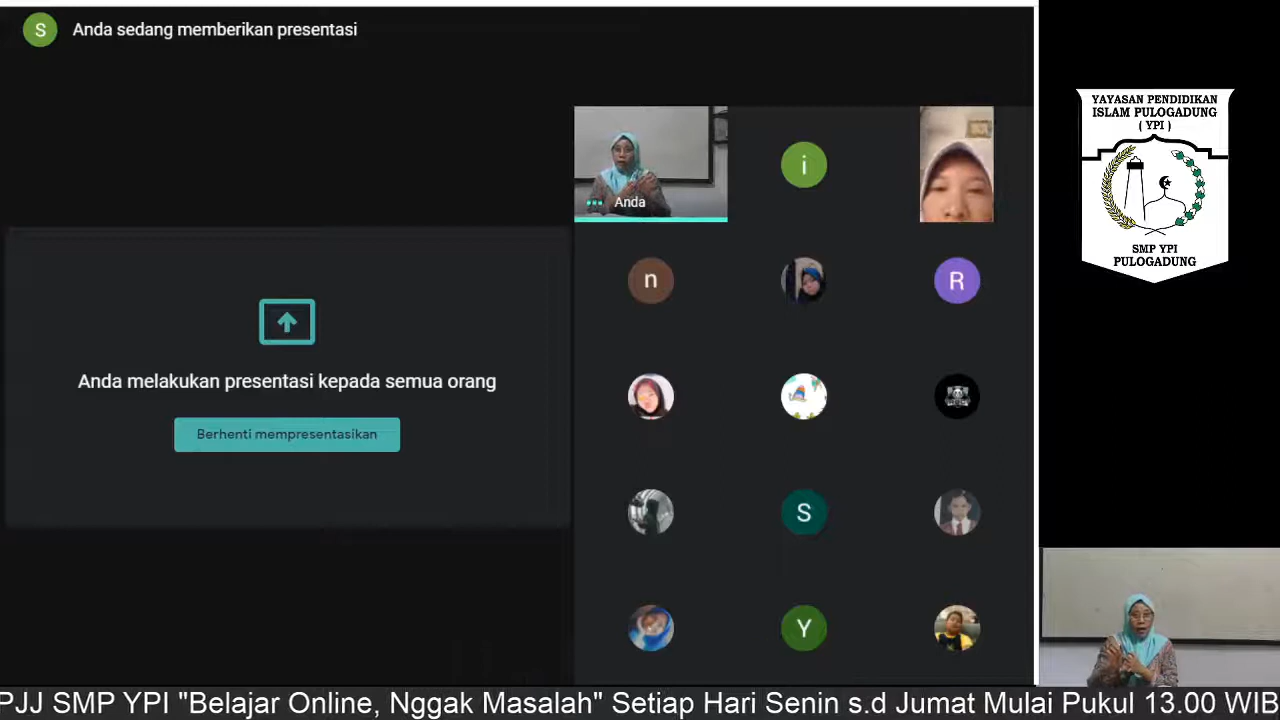 S
Anda sedang memberikan presentasi
Anda melakukan presentasi kepada semua orang
Berhenti mempresentasikan
Anda
i
n
R
S
Y
YAYASAN PENDIDIKAN
ISLAM PULOGADUNG
( YPI )
SMP YPI
PULOGADUNG
PJJ SMP YPI "Belajar Online, Nggak Masalah" Setiap Hari Senin s.d Jumat Mulai Pukul 13.00 WIB